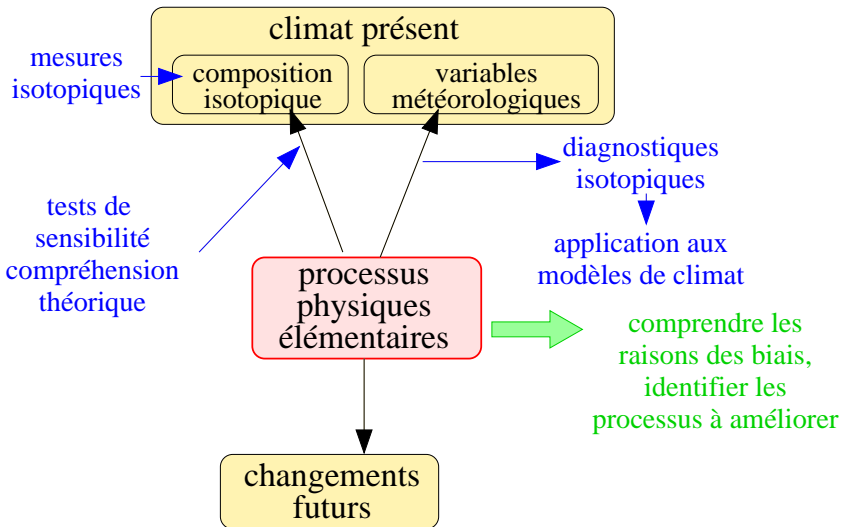 climat présent
mesures
isotopiques
composition
isotopique
variables
météorologiques
diagnostiques
isotopiques
tests de
sensibilité
compréhension
théorique
application aux
modèles de climat
processus
physiques
élémentaires
comprendre les
raisons des biais,
identifier les
processus à améliorer
changements
futurs